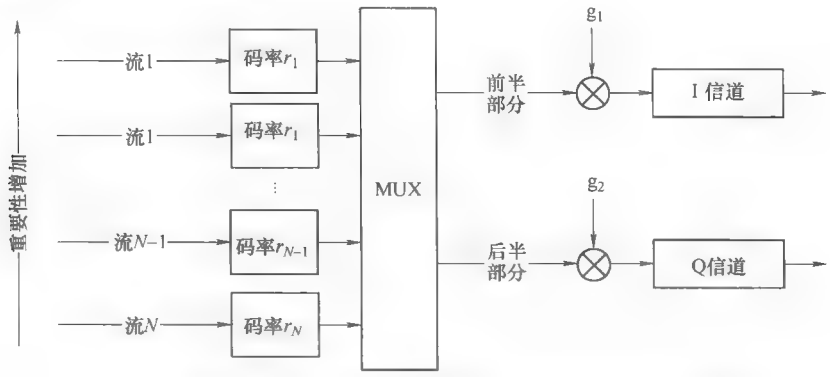 重要性增加
流1
码率r₁
流1
码率r₁
⋮
流N-1
码率r_{N-1}
流N
码率r_N
MUX
前半
部分
g₁
I 信道
后半
部分
g₂
Q信道